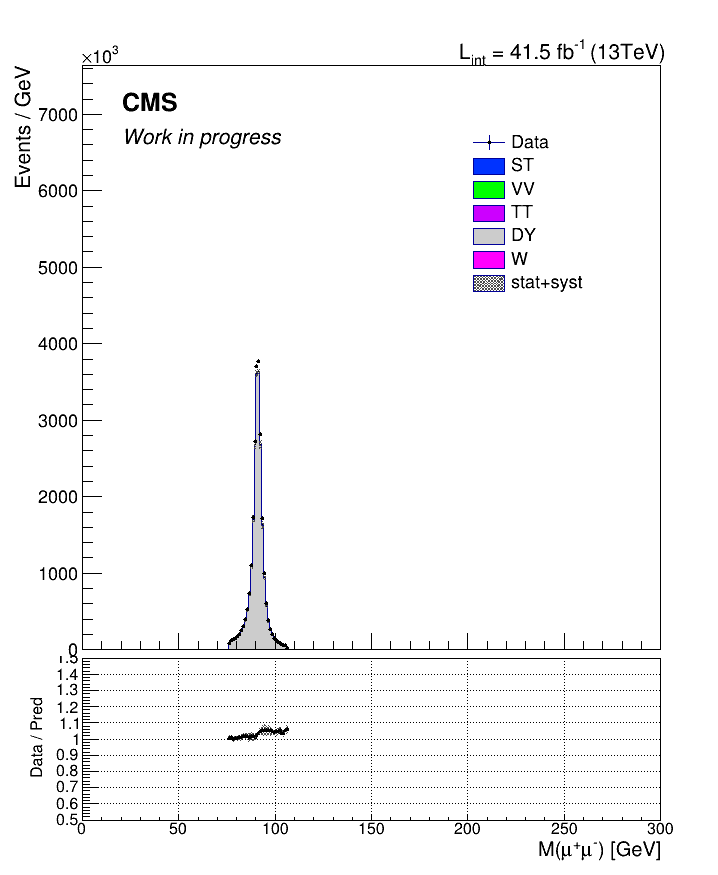 ×10³
L_int = 41.5 fb⁻¹ (13TeV)
Events / GeV
CMS
Work in progress
Data
ST
VV
TT
DY
W
stat+syst
7000
6000
5000
4000
3000
2000
1000
0
Data / Pred
1.5
1.4
1.3
1.2
1.1
1
0.9
0.8
0.7
0.6
0.5
0 50 100 150 200 250 300
M(μ⁺μ⁻) [GeV]